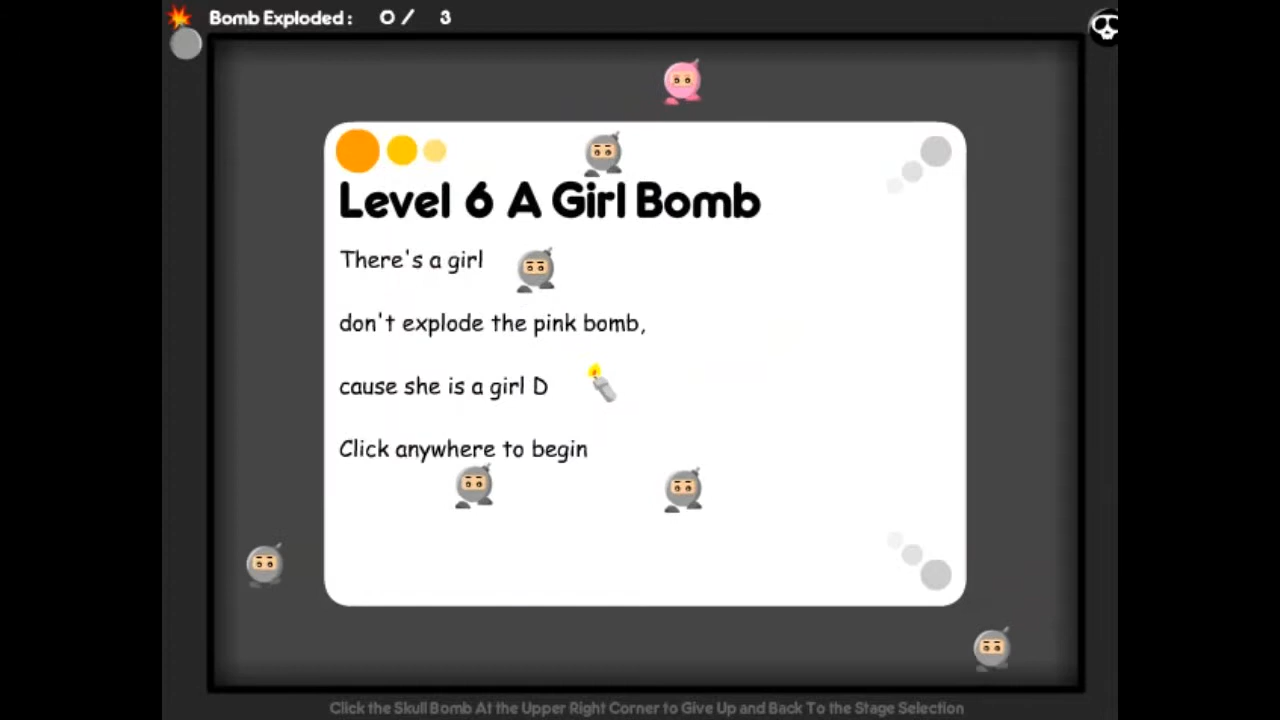 Bomb Exploded : 0 / 3
Level 6 A Girl Bomb
There's a girl
don't explode the pink bomb,
cause she is a girl D
Click anywhere to begin
Click the Skull Bomb At the Upper Right Corner to Give Up and Back To the Stage Selection